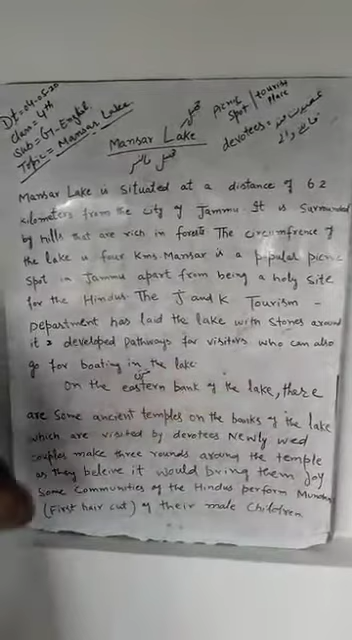 Dt=04-05-20
class=4th
Sub=G1-English
Topic=Mansar Lake
Picnic Spot / tourist Place
devotees=
Mansar Lake
Mansar Lake is situated at a distance of 62
kilometers from the city of Jammu. It is Surrounded
by hills that are rich in forests The circumfrence of
the lake is four Kms. Mansar is a popular picnic
Spot in Jammu apart from being a holy site
for the Hindus. The J and K Tourism -
Department has laid the lake with Stones around
it & developed pathways for visitors who can also
go for boating in the lake
On the eastern bank of the lake, there
are some ancient temples on the banks of the lake
which are visited by devotees Newly wed
couples make three rounds around the temple
as they beleive it would bring them joy
Some Communities of the Hindus perform Mundan
(First hair cut) of their male children